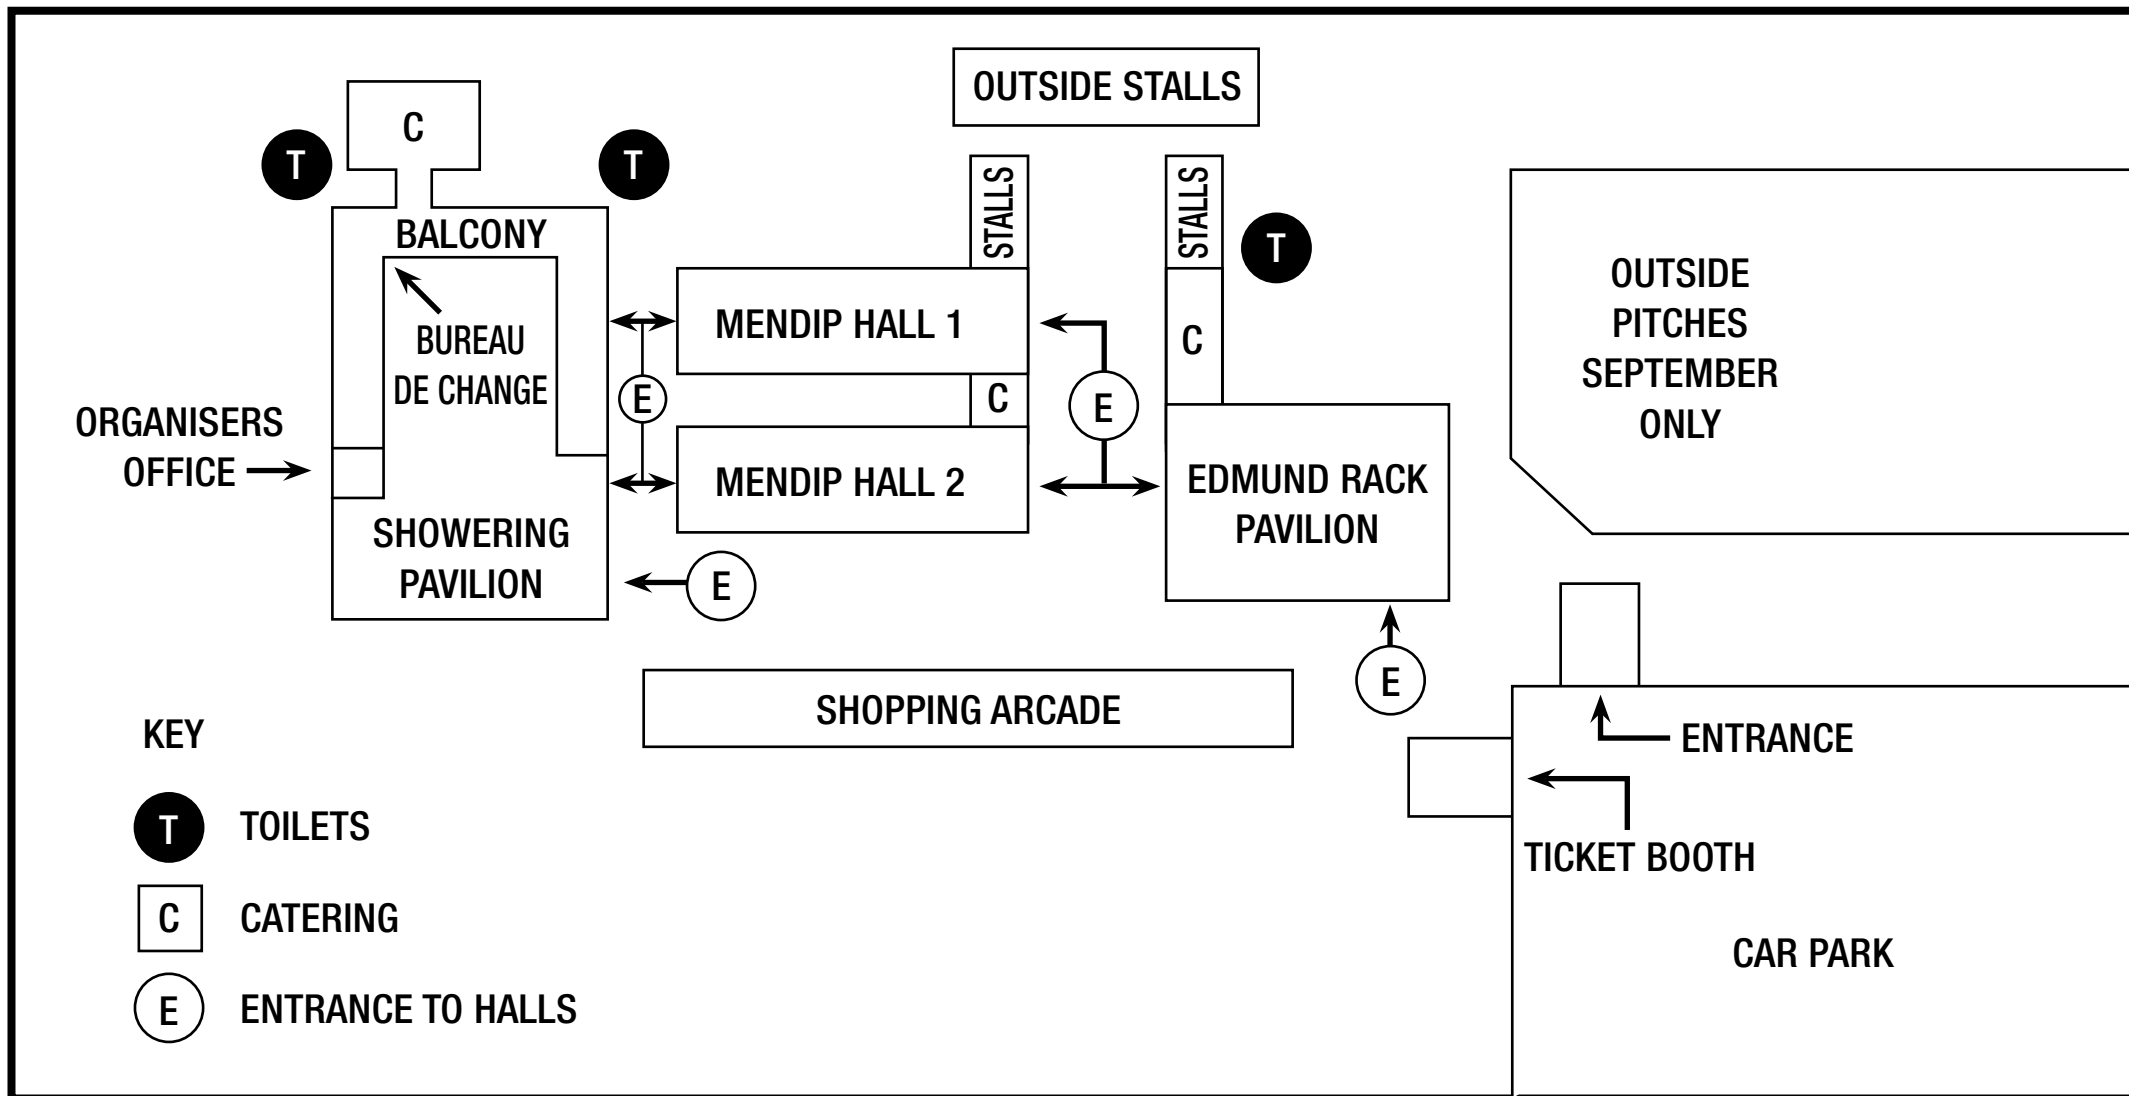 OUTSIDE STALLS
C
T
T
STALLS
STALLS
T
BALCONY
BUREAU
DE CHANGE
MENDIP HALL 1
C
E
C
E
ORGANISERS
OFFICE
MENDIP HALL 2
EDMUND RACK
PAVILION
SHOWERING
PAVILION
E
OUTSIDE
PITCHES
SEPTEMBER
ONLY
E
SHOPPING ARCADE
ENTRANCE
TICKET BOOTH
CAR PARK
KEY
T TOILETS
C CATERING
E ENTRANCE TO HALLS